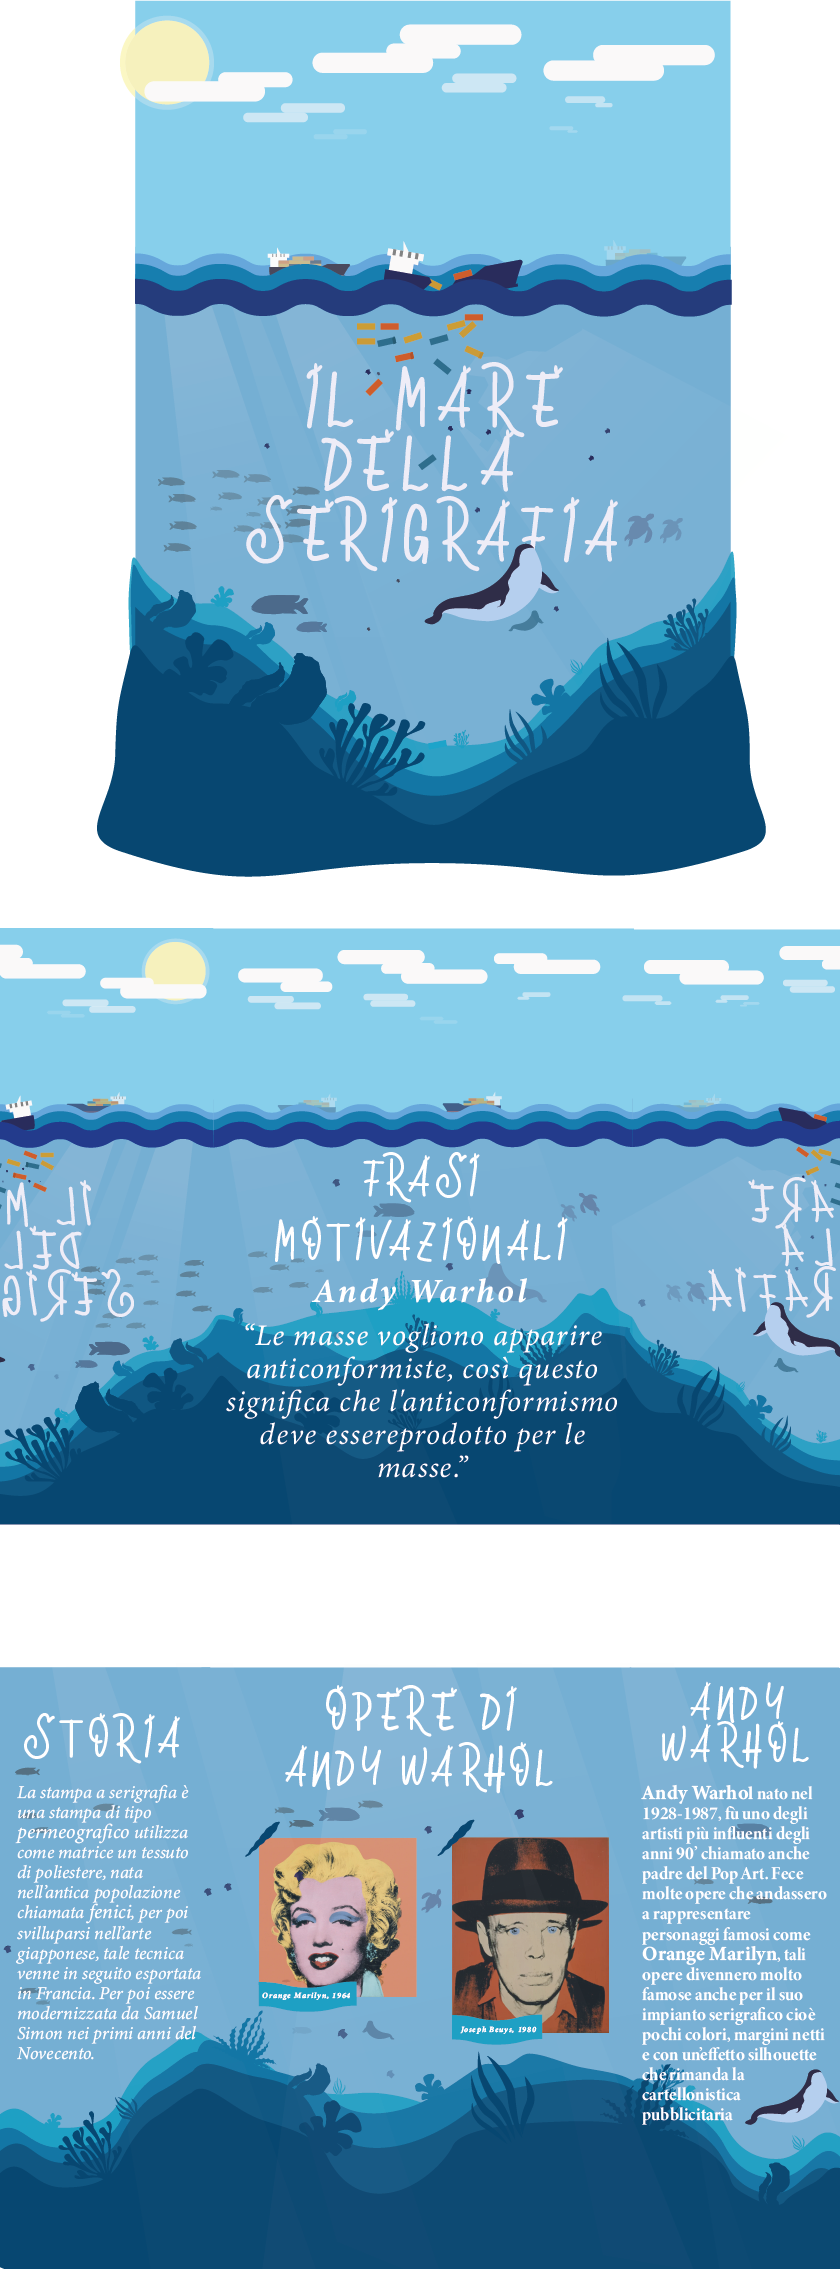 IL MARE
DELLA
SERIGRAFIA
IL M
DEL
SERIG
FRASI
MOTIVAZIONALI
Andy Warhol
“Le masse vogliono apparire
anticonformiste, così questo
significa che l'anticonformismo
deve essereprodotto per le
masse.”
ARE
LA
RAFIA
STORIA
La stampa a serigrafia è
una stampa di tipo
permeografico utilizza
come matrice un tessuto
di poliestere, nata
nell'antica popolazione
chiamata fenici, per poi
svilluparsi nell'arte
giapponese, tale tecnica
venne in seguito esportata
in Francia. Per poi essere
modernizzata da Samuel
Simon nei primi anni del
Novecento.
OPERE DI
ANDY WARHOL
Orange Marilyn, 1964
Joseph Beuys, 1980
ANDY
WARHOL
Andy Warhol nato nel
1928-1987, fù uno degli
artisti più influenti degli
anni 90’ chiamato anche
padre del Pop Art. Fece
molte opere che andassero
a rappresentare
personaggi famosi come
Orange Marilyn, tali
opere divennero molto
famose anche per il suo
impianto serigrafico cioè
pochi colori, margini netti
e con un'effetto silhouette
che rimanda la
cartellonistica
pubblicitaria